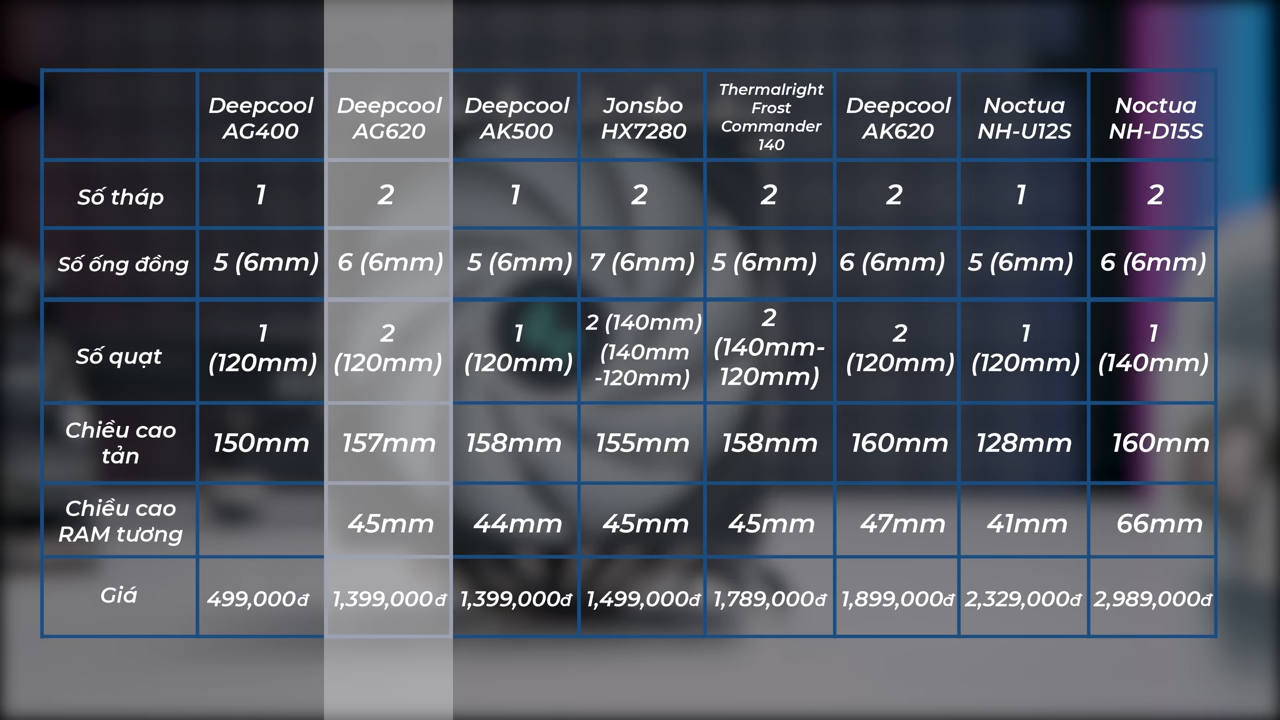 Deepcool
AG400
Deepcool
AG620
Deepcool
AK500
Jonsbo
HX7280
Thermalright
Frost
Commander
140
Deepcool
AK620
Noctua
NH-U12S
Noctua
NH-D15S
Số tháp
1
2
1
2
2
2
1
2
Số ống đồng
5 (6mm)
6 (6mm)
5 (6mm)
7 (6mm)
5 (6mm)
6 (6mm)
5 (6mm)
6 (6mm)
Số quạt
1
(120mm)
2
(120mm)
1
(120mm)
2 (140mm)
(140mm
-120mm)
2
(140mm-
120mm)
2
(120mm)
1
(120mm)
1
(140mm)
Chiều cao
tản
150mm
157mm
158mm
155mm
158mm
160mm
128mm
160mm
Chiều cao
RAM tương
45mm
44mm
45mm
45mm
47mm
41mm
66mm
Giá
499,000đ
1,399,000đ
1,399,000đ
1,499,000đ
1,789,000đ
1,899,000đ
2,329,000đ
2,989,000đ